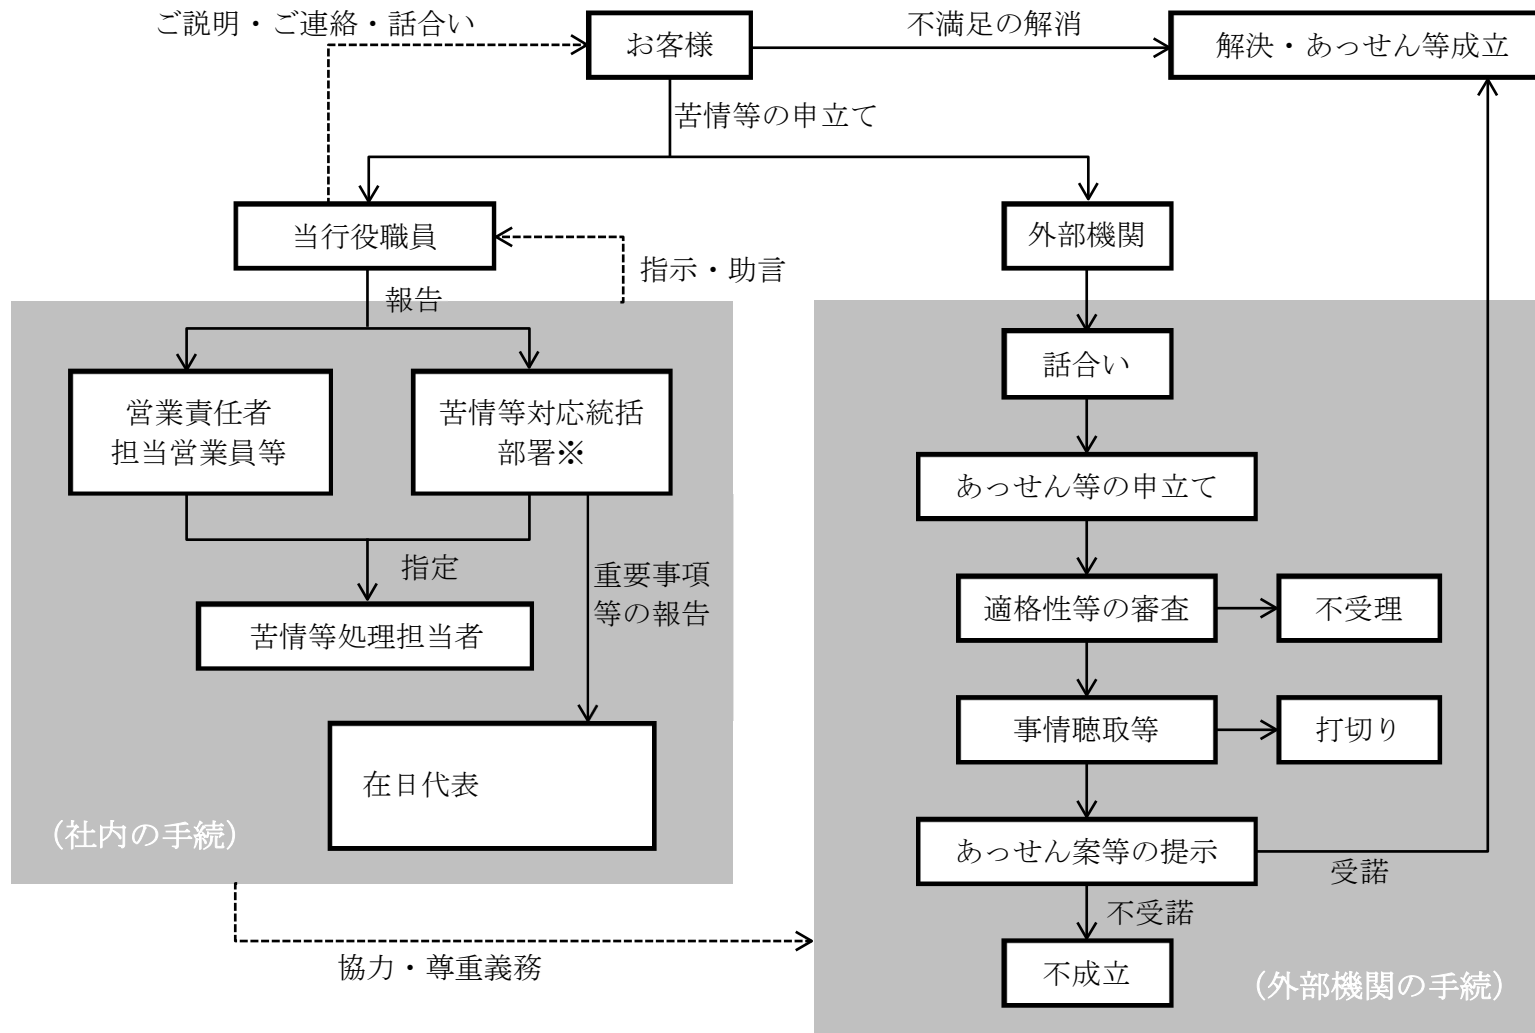 ご説明・ご連絡・話合い
お客様
不満足の解消
解決・あっせん等成立
苦情等の申立て
当行役職員
外部機関
指示・助言
報告
営業責任者
担当営業員等
苦情等対応統括
部署※
指定
重要事項
等の報告
苦情等処理担当者
在日代表
（社内の手続）
協力・尊重義務
話合い
あっせん等の申立て
適格性等の審査
不受理
事情聴取等
打切り
あっせん案等の提示
受諾
不受諾
不成立
（外部機関の手続）